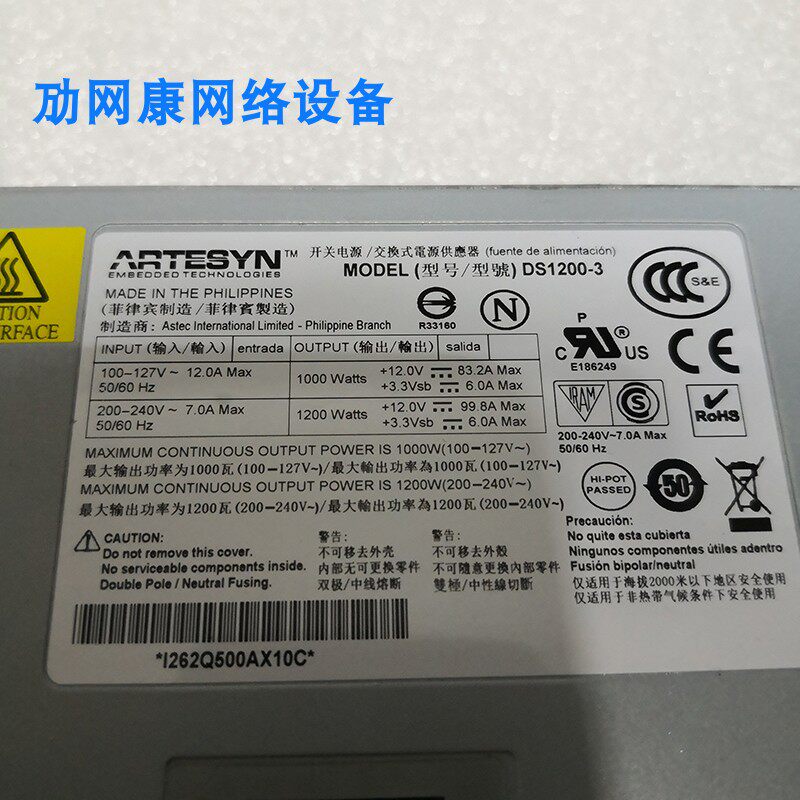 劢网康网络设备
ARTESYN™
EMBEDDED TECHNOLOGIES
开关电源 /交換式電源供應器 (fuente de alimentación)
MODEL (型号/型號) DS1200-3
MADE IN THE PHILIPPINES
(菲律宾制造 /菲律賓製造)
制造商: Astec International Limited - Philippine Branch
R33160
N
CCC S&E
INPUT (输入/輸入) entrada OUTPUT (输出/輸出) salida
100-127V~ 12.0A Max
50/60 Hz
1000 Watts
+12.0V 83.2A Max
+3.3Vsb 6.0A Max
200-240V~ 7.0A Max
50/60 Hz
1200 Watts
+12.0V 99.8A Max
+3.3Vsb 6.0A Max
P
C RU US
E186249
CE
IRAM S
200-240V~7.0A Max
50/60 Hz
RoHS
MAXIMUM CONTINUOUS OUTPUT POWER IS 1000W(100-127V~)
最大输出功率为1000瓦(100-127V~)/最大輸出功率為1000瓦(100-127V~)
MAXIMUM CONTINUOUS OUTPUT POWER IS 1200W(200-240V~)
最大输出功率为1200瓦(200-240V~)/最大輸出功率為1200瓦(200-240V~)
HI-POT
PASSED
50
CAUTION:
Do not remove this cover.
No serviceable components inside.
Double Pole / Neutral Fusing.
警告:
不可移去外壳
内部无可更换零件
双极/中线熔断
警告:
不可移去外殼
不可隨意更換內部零件
雙極/中性線切斷
Precaución:
No quite esta cubierta
Ningunos componentes útiles adentro
Fusión bipolar/neutral
仅适用于海拔2000米以下地区安全使用
仅适用于非热带气候条件下安全使用
*I262Q500AX10C*
ION
RFACE